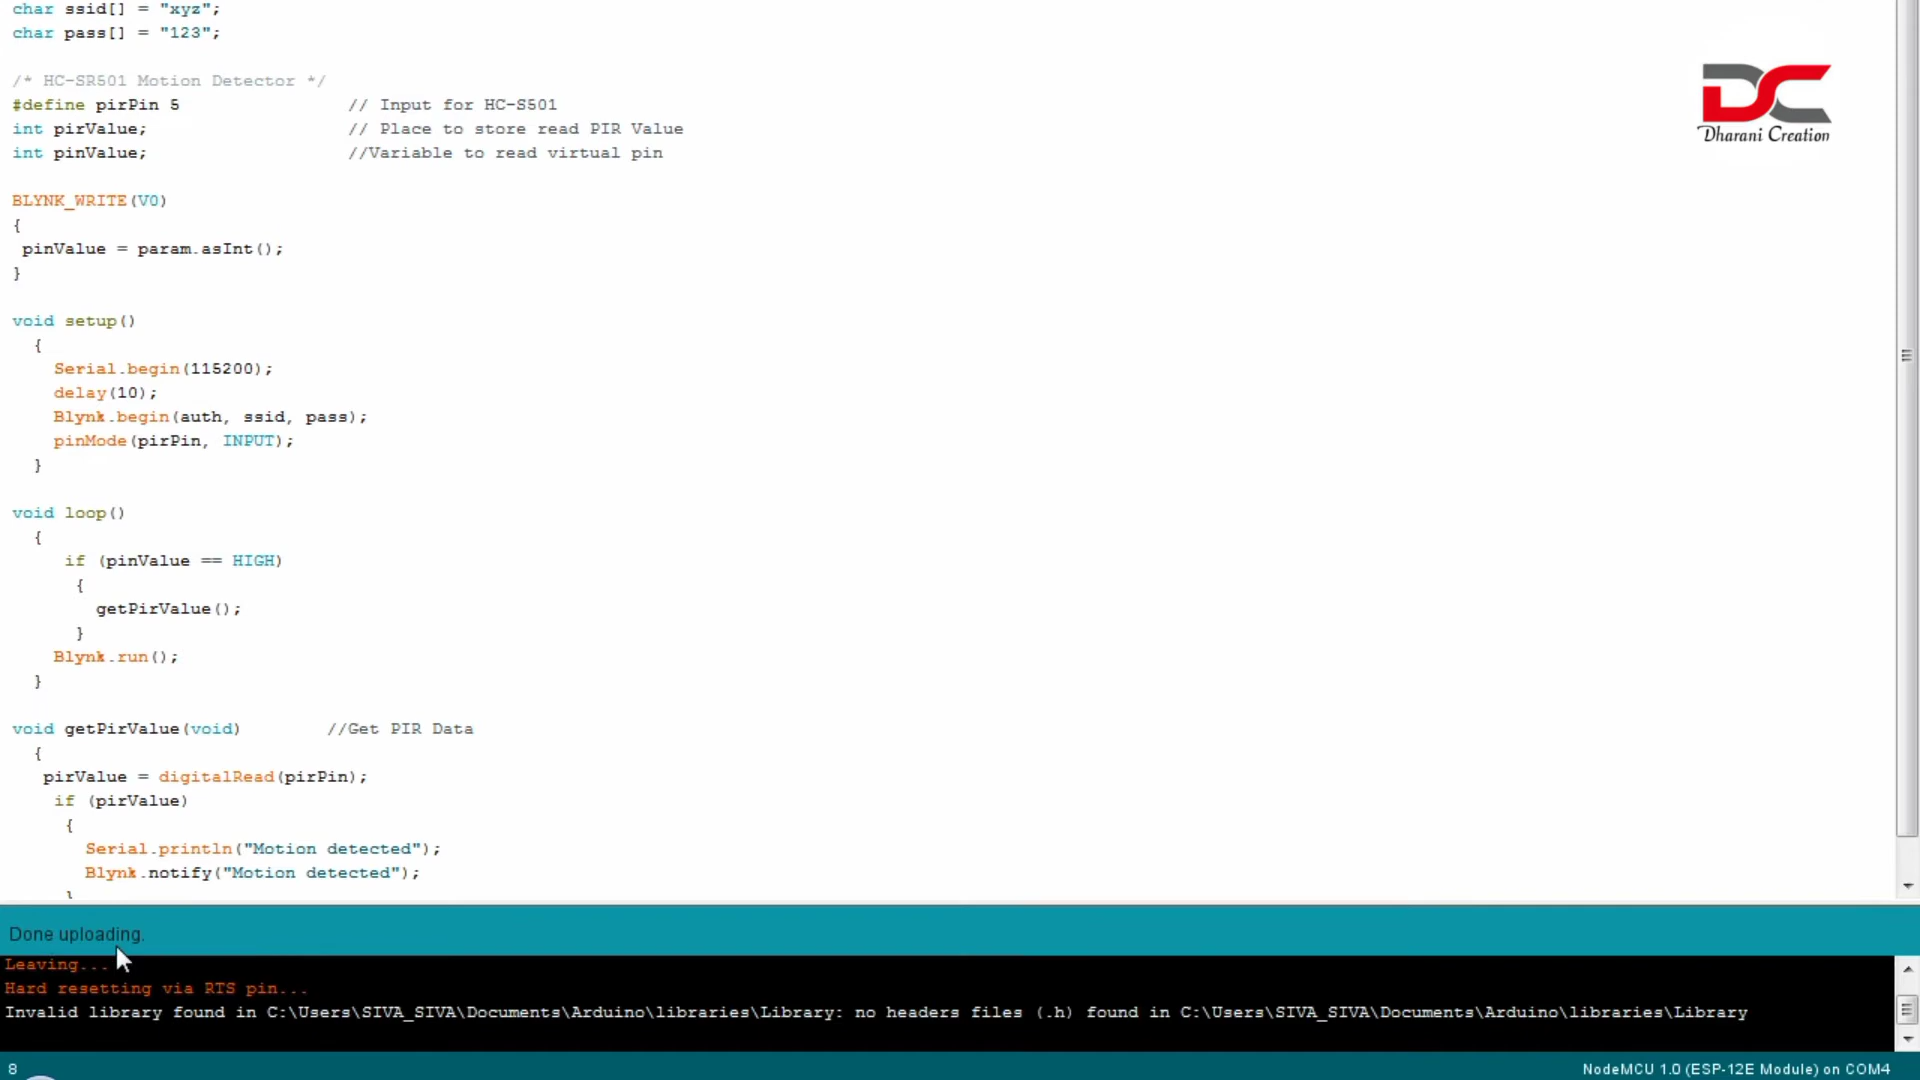 char ssid[] = "xyz";
char pass[] = "123";
/* HC-SR501 Motion Detector */
#define pirPin 5                // Input for HC-S501
int pirValue;                   // Place to store read PIR Value
int pinValue;                   //Variable to read virtual pin
BLYNK_WRITE(V0)
{
 pinValue = param.asInt();
}
void setup()
  {
    Serial.begin(115200);
    delay(10);
    Blynk.begin(auth, ssid, pass);
    pinMode(pirPin, INPUT);
  }
void loop()
  {
     if (pinValue == HIGH)
      {
        getPirValue();
      }
    Blynk.run();
  }
void getPirValue(void)        //Get PIR Data
  {
   pirValue = digitalRead(pirPin);
    if (pirValue)
     {
       Serial.println("Motion detected");
       Blynk.notify("Motion detected");
     }
DC
Dharani Creation
Done uploading.
Leaving...
Hard resetting via RTS pin...
Invalid library found in C:\Users\SIVA_SIVA\Documents\Arduino\libraries\Library: no headers files (.h) found in C:\Users\SIVA_SIVA\Documents\Arduino\libraries\Library
8
NodeMCU 1.0 (ESP-12E Module) on COM4